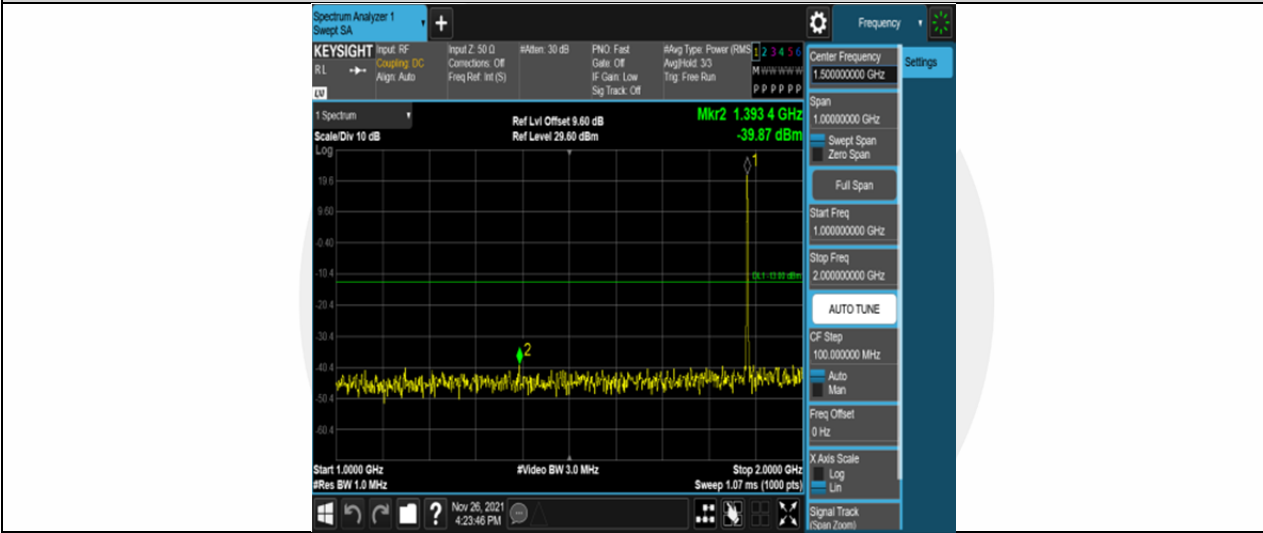 Spectrum Analyzer 1
Swept SA
+
Frequency
KEYSIGHT
Input: RF
Coupling: DC
Align: Auto
RL
LV
Input Z: 50 Ω
Corrections: Off
Freq Ref: Int (S)
#Atten: 30 dB
PNO: Fast
Gate: Off
IF Gain: Low
Sig Track: Off
#Avg Type: Power (RMS
Avg|Hold: 3/3
Trig: Free Run
1 2 3 4 5 6
M W W W W W
P P P P P P
1 Spectrum
Scale/Div 10 dB
Ref Lvl Offset 9.60 dB
Ref Level 29.60 dBm
Mkr2 1.393 4 GHz
-39.87 dBm
Log
19.6
9.60
-0.40
-10.4
-20.4
-30.4
-40.4
-50.4
-60.4
1
DL1 -13.00 dBm
2
Start 1.0000 GHz
#Res BW 1.0 MHz
#Video BW 3.0 MHz
Stop 2.0000 GHz
Sweep 1.07 ms (1000 pts)
?
Nov 26, 2021
4:23:46 PM
Center Frequency
1.500000000 GHz
Settings
Span
1.00000000 GHz
Swept Span
Zero Span
Full Span
Start Freq
1.000000000 GHz
Stop Freq
2.000000000 GHz
AUTO TUNE
CF Step
100.000000 MHz
Auto
Man
Freq Offset
0 Hz
X Axis Scale
Log
Lin
Signal Track
(Span Zoom)